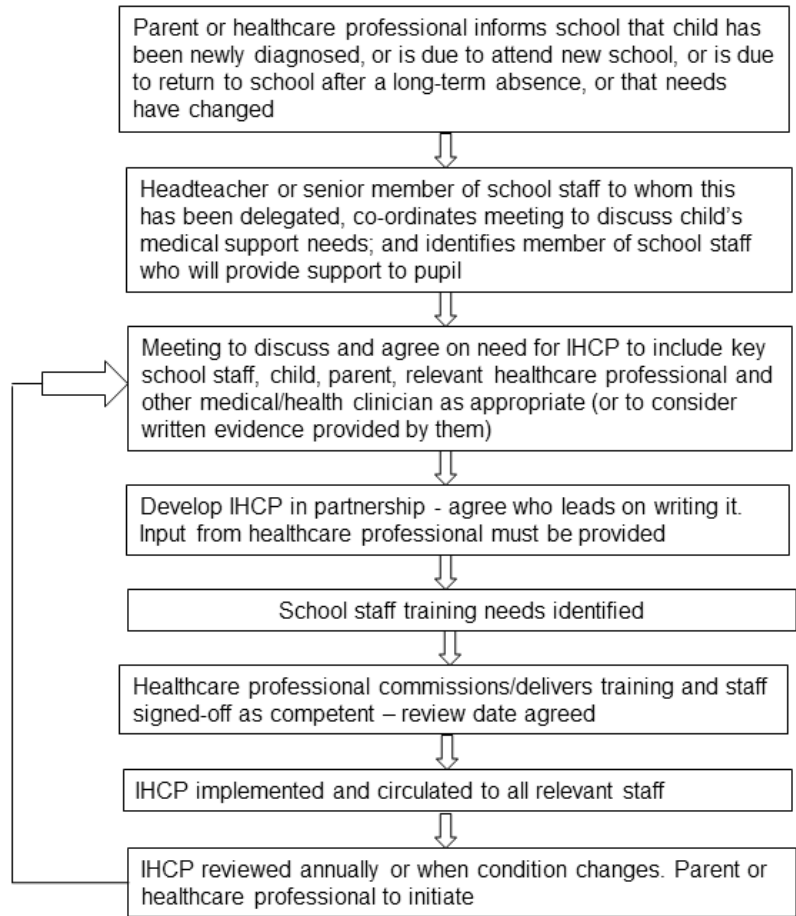 Parent or healthcare professional informs school that child has
been newly diagnosed, or is due to attend new school, or is due
to return to school after a long-term absence, or that needs
have changed
Headteacher or senior member of school staff to whom this
has been delegated, co-ordinates meeting to discuss child's
medical support needs; and identifies member of school staff
who will provide support to pupil
Meeting to discuss and agree on need for IHCP to include key
school staff, child, parent, relevant healthcare professional and
other medical/health clinician as appropriate (or to consider
written evidence provided by them)
Develop IHCP in partnership - agree who leads on writing it.
Input from healthcare professional must be provided
School staff training needs identified
Healthcare professional commissions/delivers training and staff
signed-off as competent – review date agreed
IHCP implemented and circulated to all relevant staff
IHCP reviewed annually or when condition changes. Parent or
healthcare professional to initiate